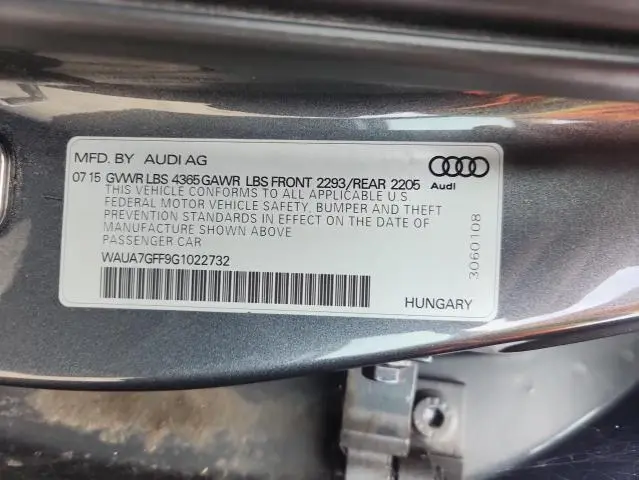 MFD. BY AUDI AG
07 15 GVWR LBS 4365 GAWR LBS FRONT 2293/REAR 2205
Audi
THIS VEHICLE CONFORMS TO ALL APPLICABLE U.S
FEDERAL MOTOR VEHICLE SAFETY, BUMPER AND THEFT
PREVENTION STANDARDS IN EFFECT ON THE DATE OF
MANUFACTURE SHOWN ABOVE
PASSENGER CAR
WAUA7GFF9G1022732
HUNGARY
3060108